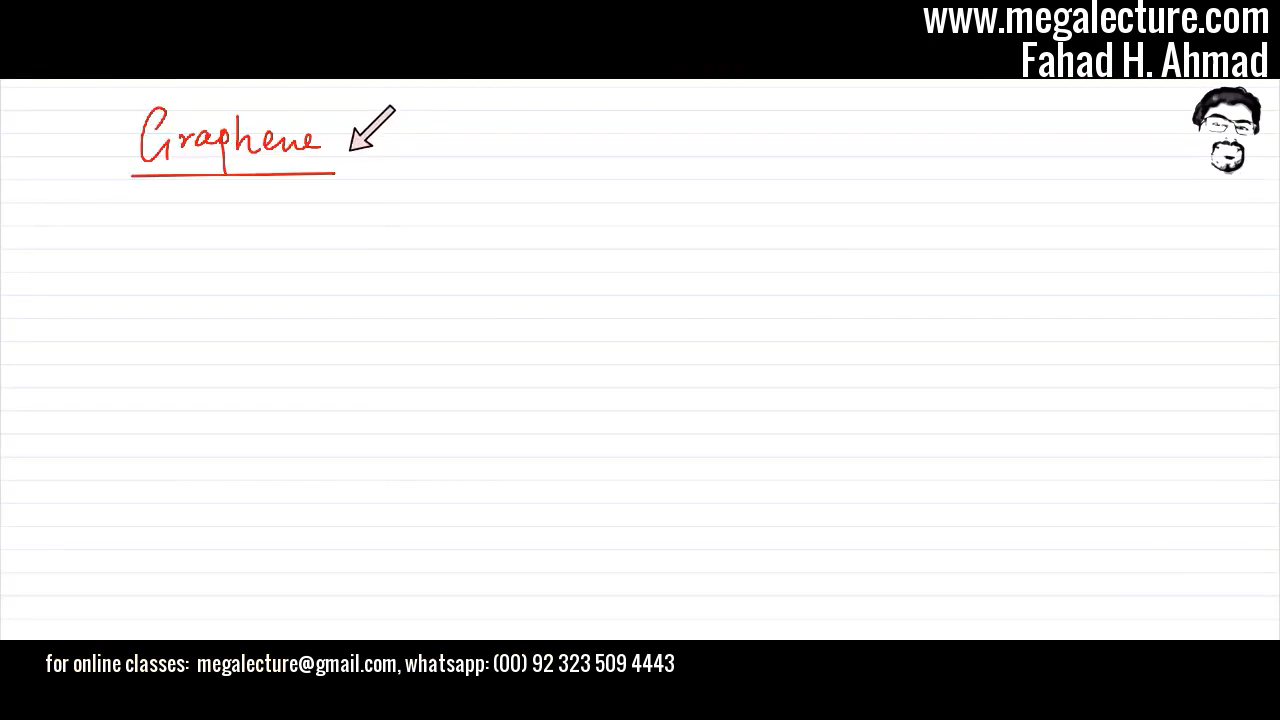 www.megalecture.com
Fahad H. Ahmad
Graphene
for online classes:  megalecture@gmail.com, whatsapp: (00) 92 323 509 4443